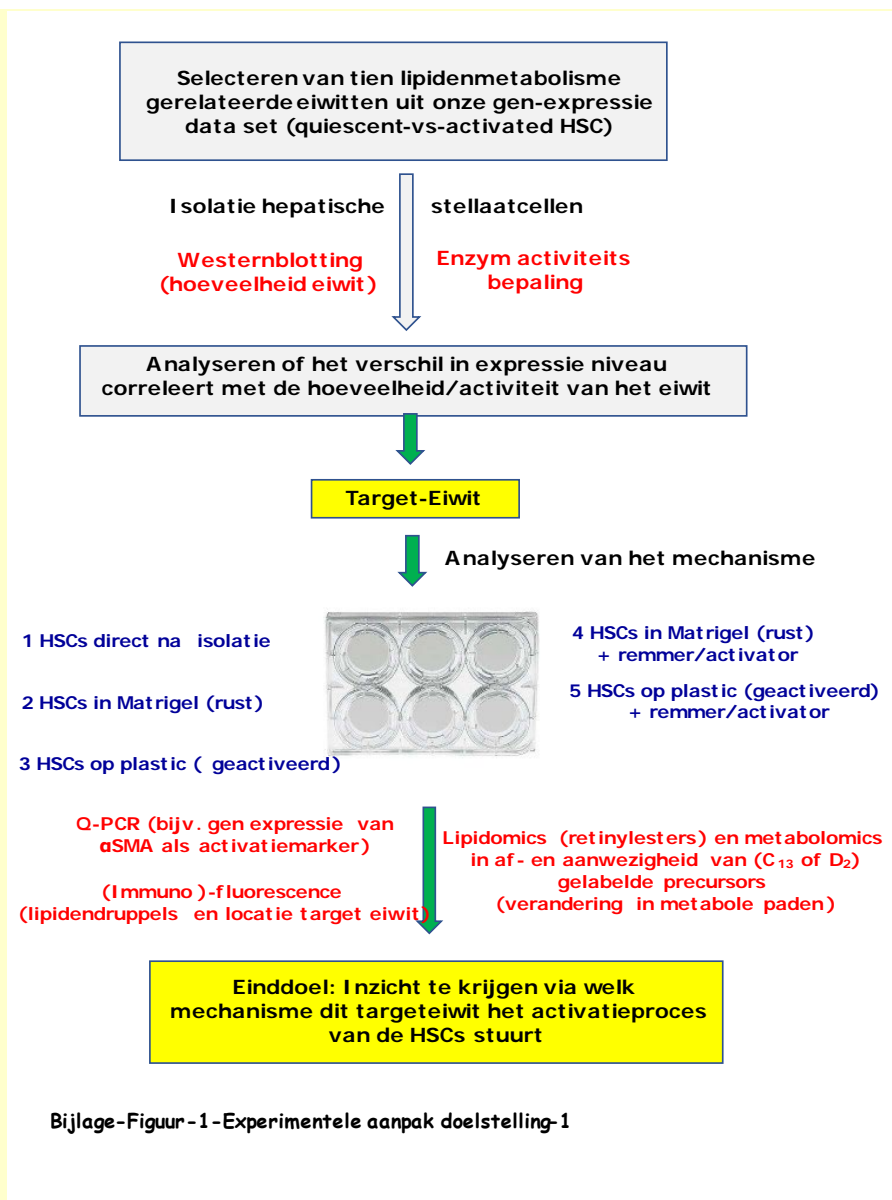 Selecteren van tien lipidenmetabolisme
gerelateerde eiwitten uit onze gen-expressie
data set (quiescent-vs-activated HSC)
Isolatie hepatische stellaatcellen
Westernblotting
(hoeveelheid eiwit)
Enzym activiteits
bepaling
Analyseren of het verschil in expressie niveau
correleert met de hoeveelheid/activiteit van het eiwit
Target-Eiwit
Analyseren van het mechanisme
1 HSCs direct na isolatie
2 HSCs in Matrigel (rust)
3 HSCs op plastic ( geactiveerd)
4 HSCs in Matrigel (rust)
+ remmer/activator
5 HSCs op plastic (geactiveerd)
+ remmer/activator
Q-PCR (bijv. gen expressie van
αSMA als activatiemarker)
(Immuno)-fluorescence
(lipidendruppels en locatie target eiwit)
Lipidomics (retinylesters) en metabolomics
in af- en aanwezigheid van (C₁₃ of D₂)
gelabelde precursors
(verandering in metabole paden)
Einddoel: Inzicht te krijgen via welk
mechanisme dit targeteiwit het activatieproces
van de HSCs stuurt
Bijlage-Figuur-1-Experimentele aanpak doelstelling-1